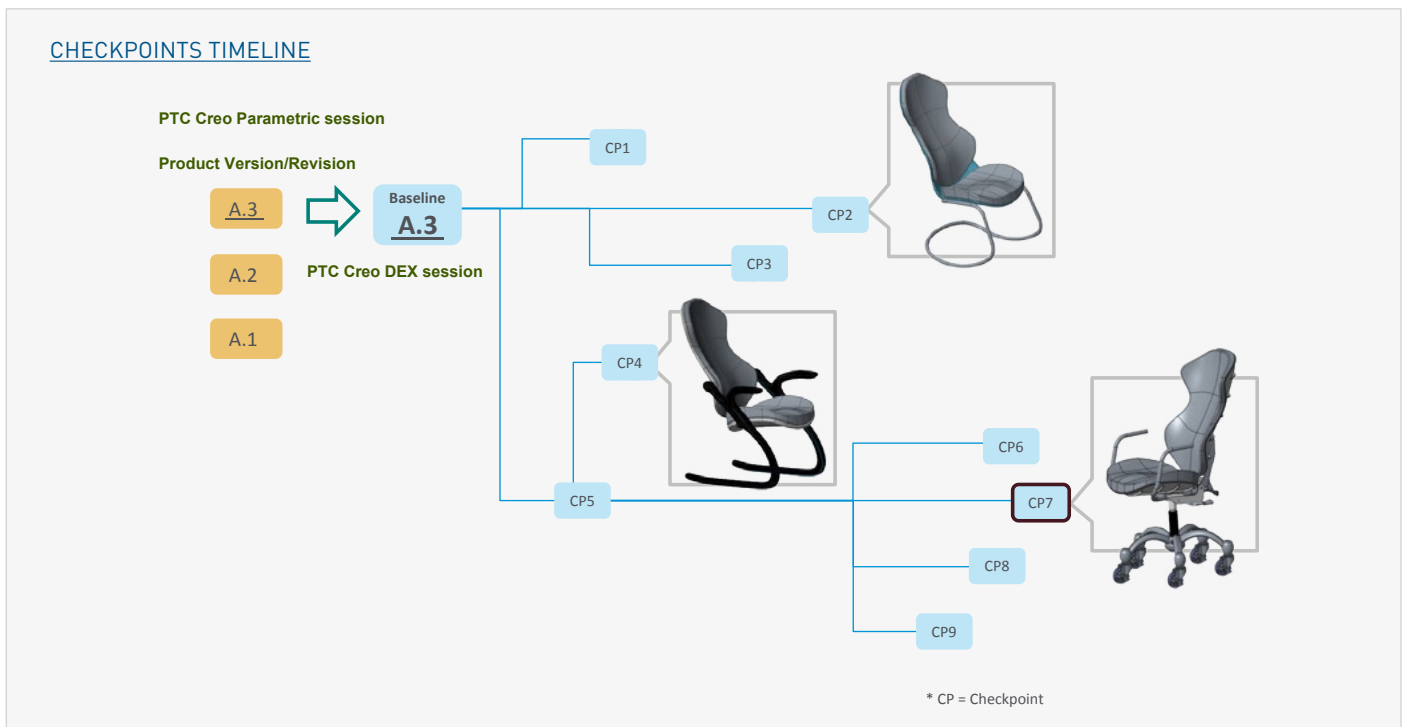 CHECKPOINTS TIMELINE
PTC Creo Parametric session
Product Version/Revision
A.3
A.2
A.1
Baseline
A.3
PTC Creo DEX session
CP1
CP2
CP3
CP4
CP5
CP6
CP7
CP8
CP9
* CP = Checkpoint